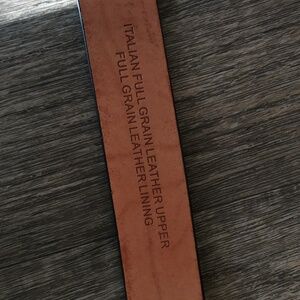 ITALIAN FULL GRAIN LEATHER UPPER
FULL GRAIN LEATHER LINING